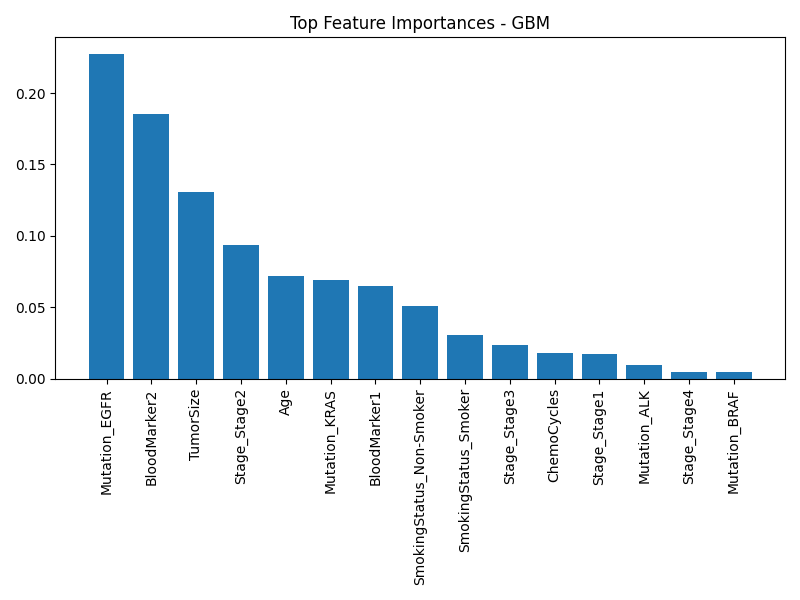 Top Feature Importances - GBM
0.20
0.15
0.10
0.05
0.00
Mutation_EGFR
BloodMarker2
TumorSize
Stage_Stage2
Age
Mutation_KRAS
BloodMarker1
SmokingStatus_Non-Smoker
SmokingStatus_Smoker
Stage_Stage3
ChemoCycles
Stage_Stage1
Mutation_ALK
Stage_Stage4
Mutation_BRAF